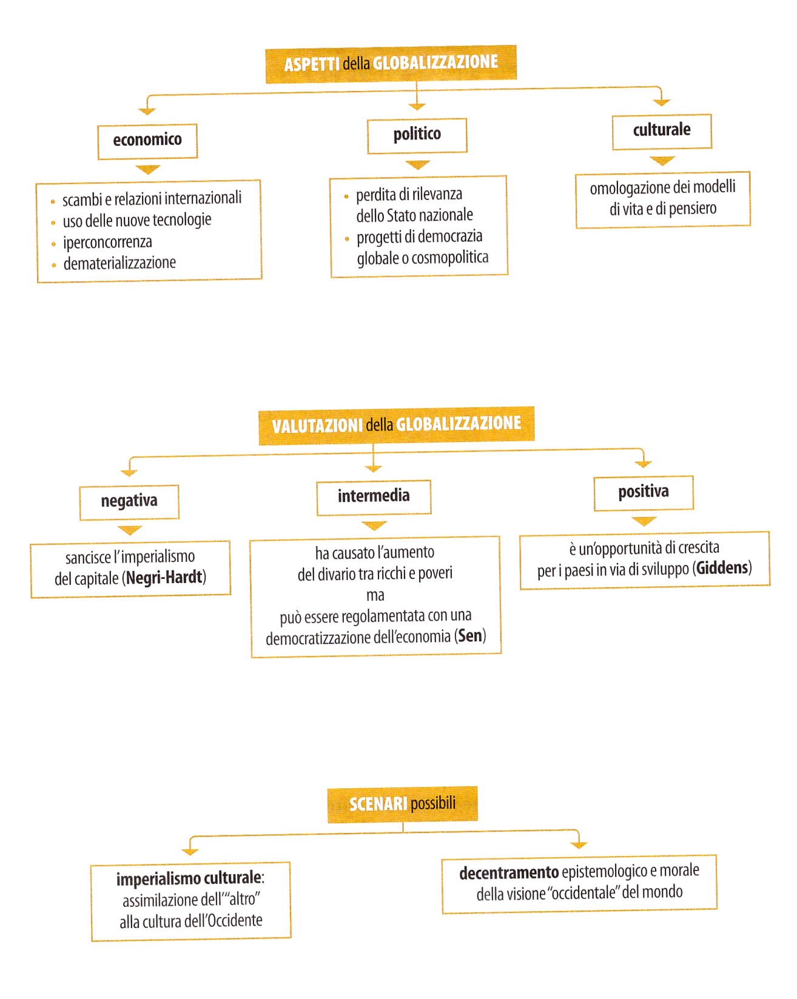 ASPETTI della GLOBALIZZAZIONE
economico
politico
culturale
• scambi e relazioni internazionali
• uso delle nuove tecnologie
• iperconcorrenza
• dematerializzazione
• perdita di rilevanza
dello Stato nazionale
• progetti di democrazia
globale o cosmopolitica
omologazione dei modelli
di vita e di pensiero
VALUTAZIONI della GLOBALIZZAZIONE
negativa
intermedia
positiva
sancisce l'imperialismo
del capitale (Negri-Hardt)
ha causato l'aumento
del divario tra ricchi e poveri
ma
può essere regolamentata con una
democratizzazione dell'economia (Sen)
è un'opportunità di crescita
per i paesi in via di sviluppo (Giddens)
SCENARI possibili
imperialismo culturale:
assimilazione dell'“altro”
alla cultura dell'Occidente
decentramento epistemologico e morale
della visione “occidentale” del mondo